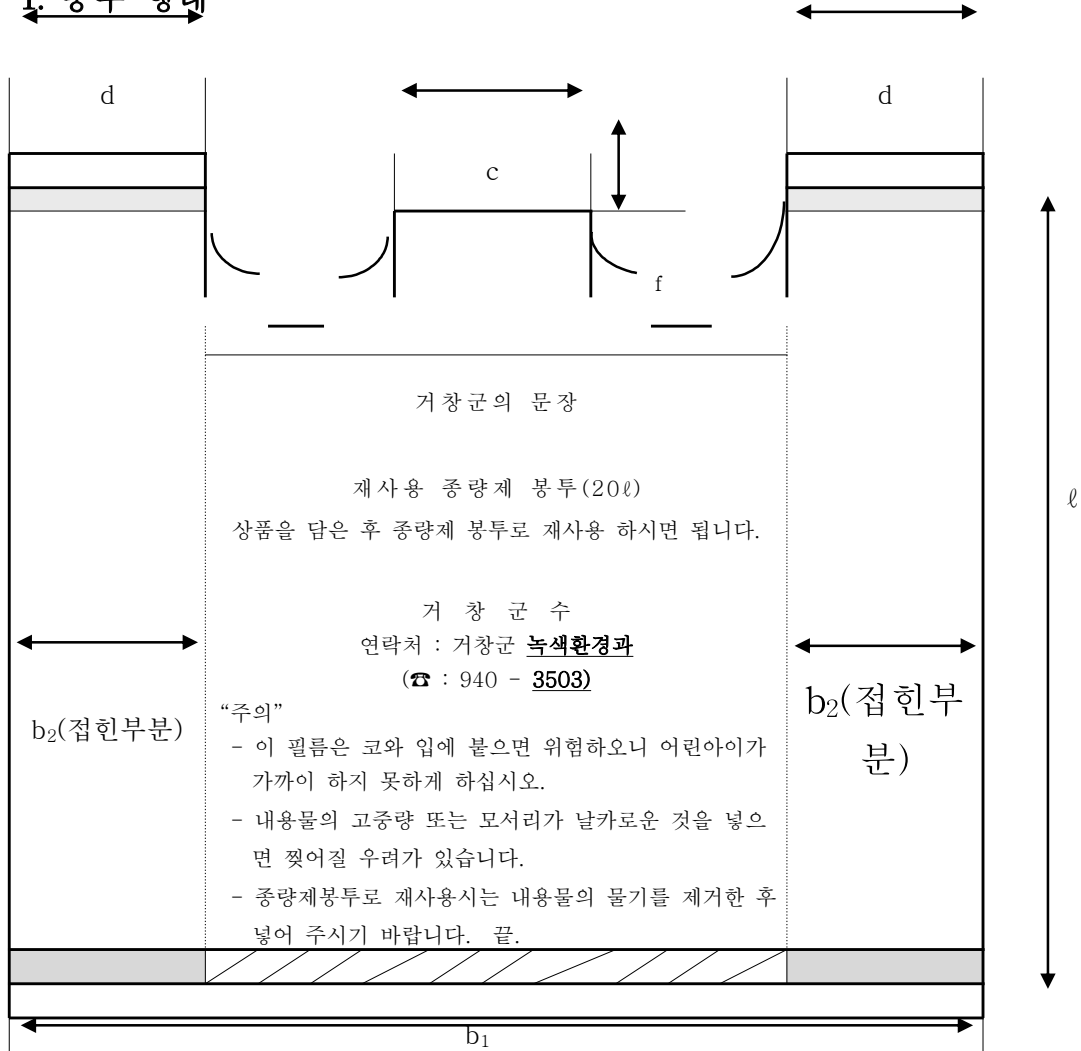 d
d
c
f
거창군의 문장
재사용 종량제 봉투(20ℓ)
상품을 담은 후 종량제 봉투로 재사용 하시면 됩니다.
ℓ
거 창 군 수
연락처 : 거창군 녹색환경과
(☎ : 940 - 3503)
b₂(접힌부분)
b₂(접힌부
분)
“주의”
- 이 필름은 코와 입에 붙으면 위험하오니 어린아이가
가까이 하지 못하게 하십시오.
- 내용물의 고중량 또는 모서리가 날카로운 것을 넣으
면 찢어질 우려가 있습니다.
- 종량제봉투로 재사용시는 내용물의 물기를 제거한 후
넣어 주시기 바랍니다. 끝.
b₁